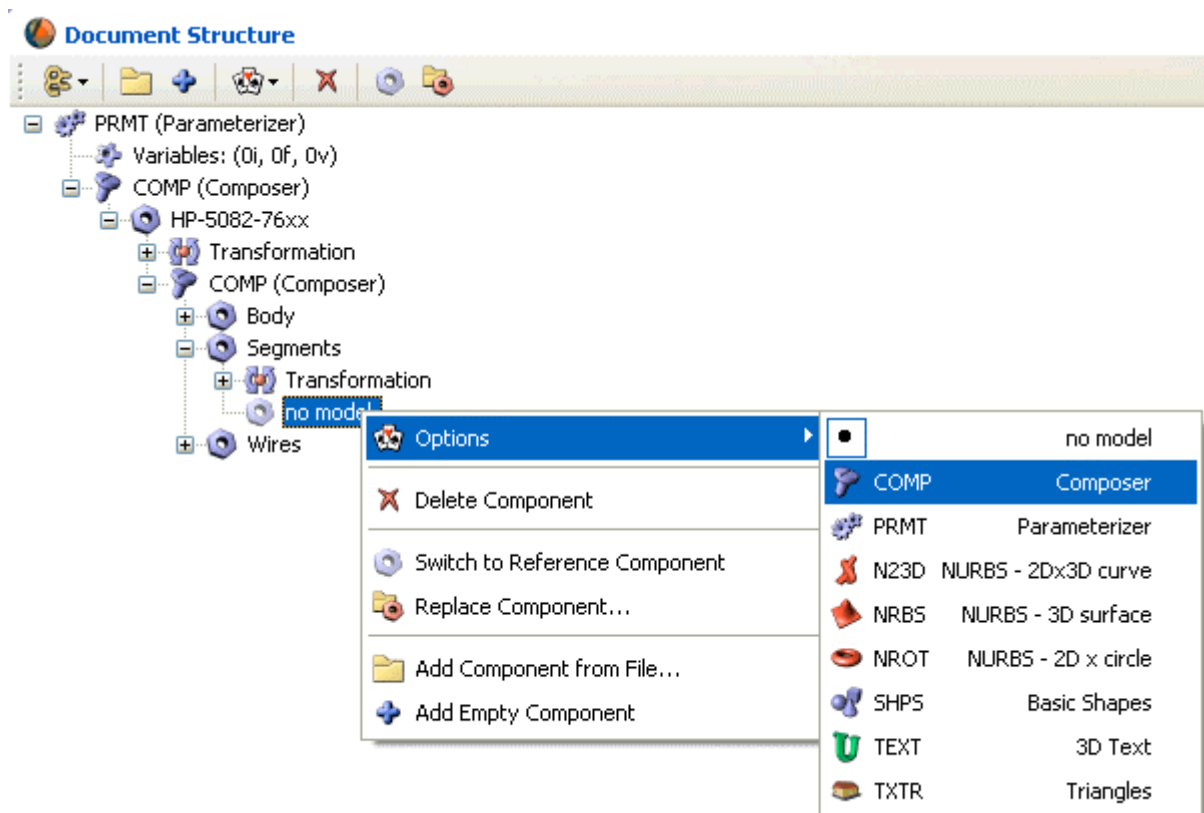 Document Structure
PRMT (Parameterizer)
Variables: (0i, 0f, 0v)
COMP (Composer)
HP-5082-76xx
Transformation
COMP (Composer)
Body
Segments
Transformation
no model
Wires
Options
Delete Component
Switch to Reference Component
Replace Component...
Add Component from File...
Add Empty Component
no model
COMP Composer
PRMT Parameterizer
N23D NURBS - 2Dx3D curve
NRBS NURBS - 3D surface
NROT NURBS - 2D x circle
SHPS Basic Shapes
TEXT 3D Text
TXTR Triangles